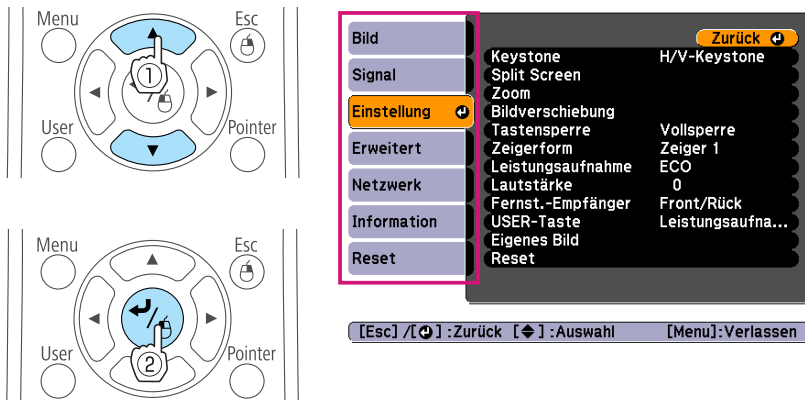 Menu Esc
①
User Pointer
Menu Esc
User Pointer
②
Bild
Signal
Einstellung
Erweitert
Netzwerk
Information
Reset
Zurück
Keystone H/V-Keystone
Split Screen
Zoom
Bildverschiebung
Tastensperre Vollsperre
Zeigerform Zeiger 1
Leistungsaufnahme ECO
Lautstärke 0
Fernst.-Empfänger Front/Rück
USER-Taste Leistungsaufna...
Eigenes Bild
Reset
[Esc] /[⏎] :Zurück [◆] :Auswahl [Menu]:Verlassen